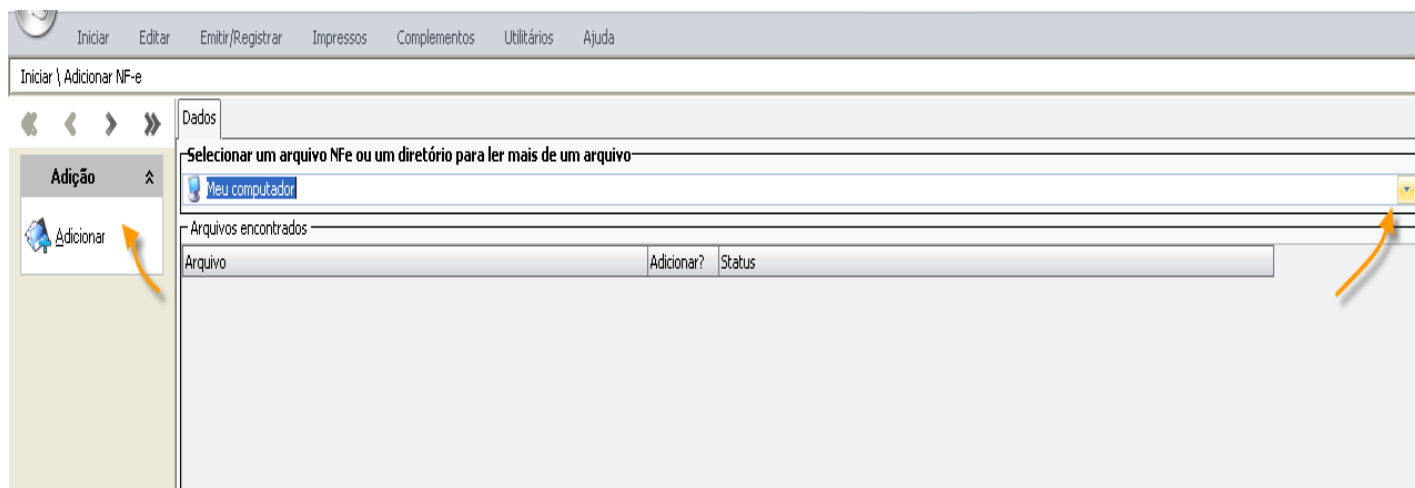 Iniciar Editar Emitir/Registrar Impressos Complementos Utilitários Ajuda
Iniciar \ Adicionar NF-e
Dados
Selecionar um arquivo NFe ou um diretório para ler mais de um arquivo
Adição
Meu computador
Adicionar
Arquivos encontrados
Arquivo Adicionar? Status